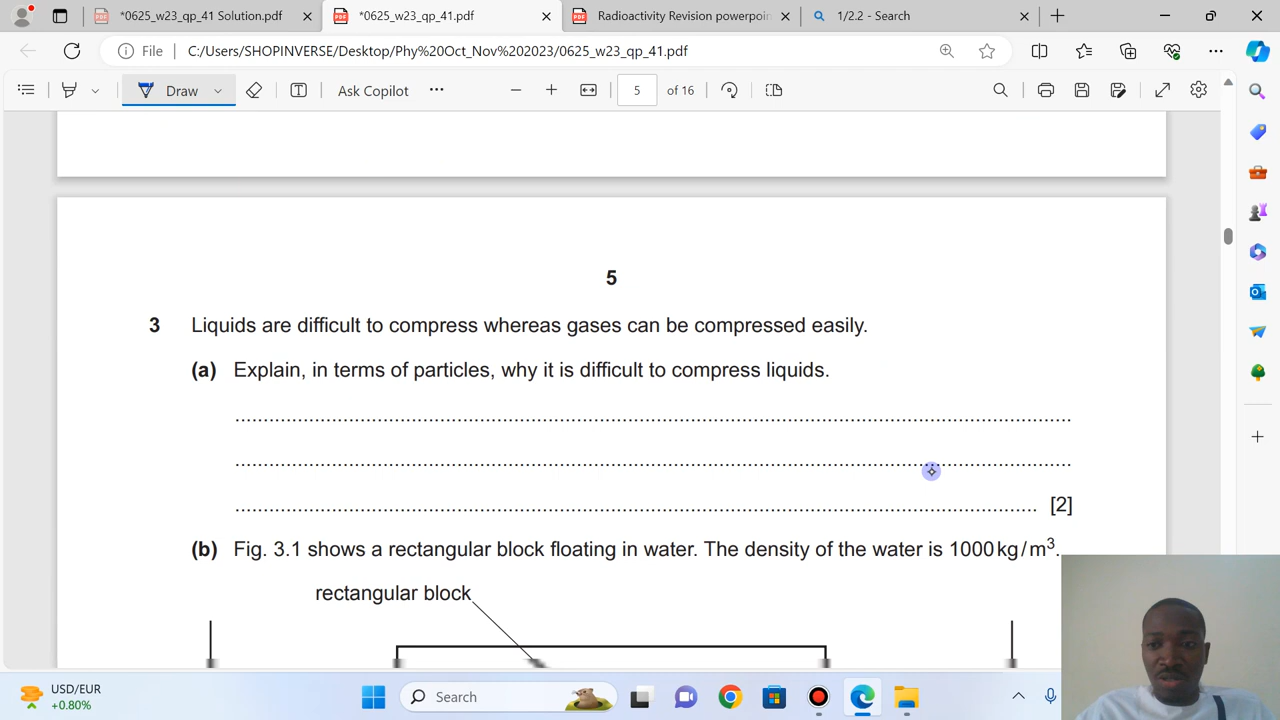 *0625_w23_qp_41 Solution.pdf
*0625_w23_qp_41.pdf
Radioactivity Revision powerpoin
1/2.2 - Search
File
C:/Users/SHOPINVERSE/Desktop/Phy%20Oct_Nov%202023/0625_w23_qp_41.pdf
Draw
Ask Copilot
5
of 16
5
3 Liquids are difficult to compress whereas gases can be compressed easily.
(a) Explain, in terms of particles, why it is difficult to compress liquids.
[2]
(b) Fig. 3.1 shows a rectangular block floating in water. The density of the water is 1000 kg/m³.
rectangular block
USD/EUR
+0.80%
Search